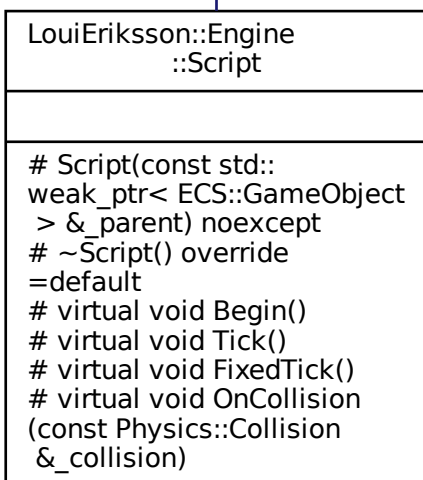 LouiEriksson::Engine
::Script
# Script(const std::
weak_ptr< ECS::GameObject
> &_parent) noexcept
# ~Script() override
=default
# virtual void Begin()
# virtual void Tick()
# virtual void FixedTick()
# virtual void OnCollision
(const Physics::Collision
&_collision)